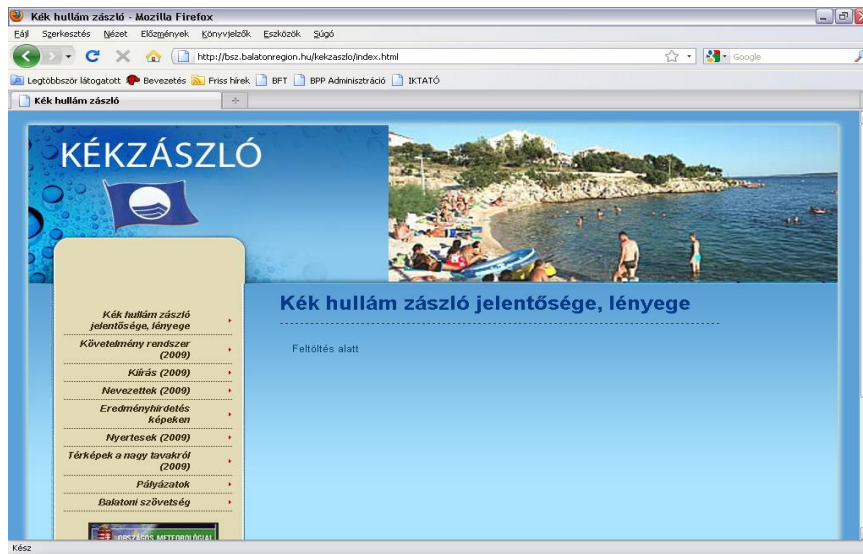 Kék hullám zászló - Mozilla Firefox
Fájl Szerkesztés Nézet Előzmények Könyvjelzők Eszközök Súgó
http://bsz.balatonregion.hu/kekzaszlo/index.html
Google
Legtöbbször látogatott Bevezetés Friss hírek BFT BPP Adminisztráció IKTATÓ
Kék hullám zászló
KÉKZÁSZLÓ
Kék hullám zászló jelentősége, lényege
Feltöltés alatt
Kék hullám zászló
jelentősége, lényege
Követelmény rendszer
(2009)
Kiírás (2009)
Nevezettek (2009)
Eredményhirdetés
képeken
Nyertesek (2009)
Térképek a nagy tavakról
(2009)
Pályázatok
Balatoni szövetség
ORSZÁGOS METEOROLÓGIAI
Kész